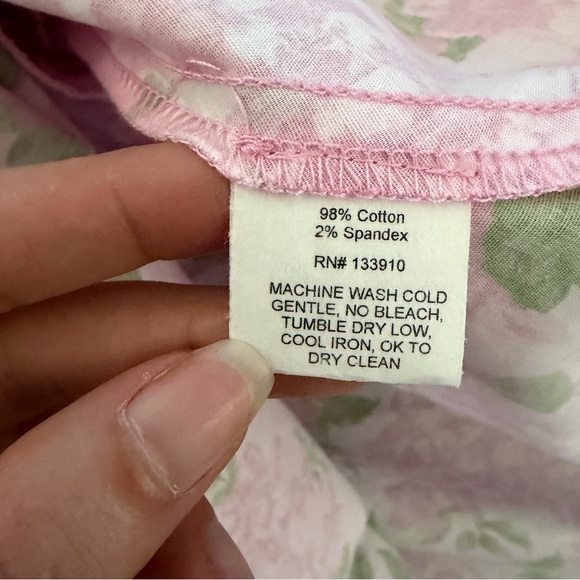 98% Cotton
2% Spandex
RN# 133910
MACHINE WASH COLD
GENTLE, NO BLEACH,
TUMBLE DRY LOW,
COOL IRON, OK TO
DRY CLEAN